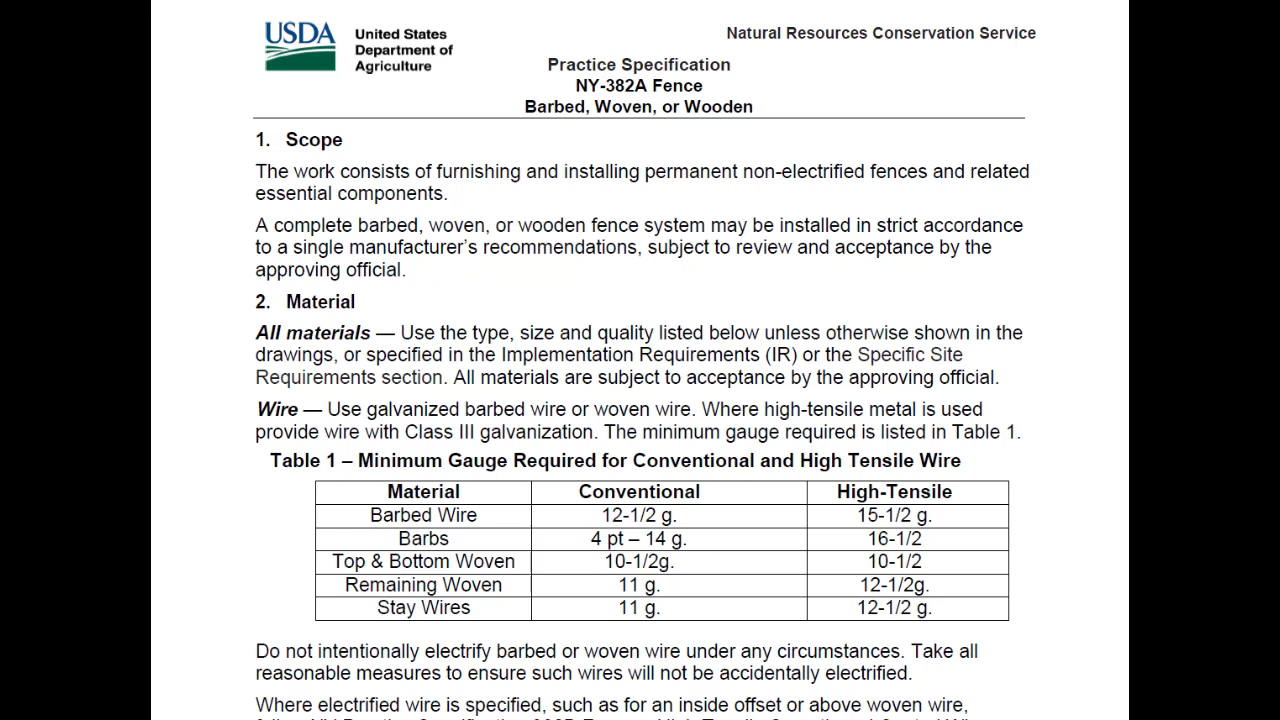 USDA
United States
Department of
Agriculture
Natural Resources Conservation Service
Practice Specification
NY-382A Fence
Barbed, Woven, or Wooden
1. Scope
The work consists of furnishing and installing permanent non-electrified fences and related
essential components.
A complete barbed, woven, or wooden fence system may be installed in strict accordance
to a single manufacturer's recommendations, subject to review and acceptance by the
approving official.
2. Material
All materials — Use the type, size and quality listed below unless otherwise shown in the
drawings, or specified in the Implementation Requirements (IR) or the Specific Site
Requirements section. All materials are subject to acceptance by the approving official.
Wire — Use galvanized barbed wire or woven wire. Where high-tensile metal is used
provide wire with Class III galvanization. The minimum gauge required is listed in Table 1.
Table 1 – Minimum Gauge Required for Conventional and High Tensile Wire
Material Conventional High-Tensile
Barbed Wire 12-1/2 g. 15-1/2 g.
Barbs 4 pt – 14 g. 16-1/2
Top & Bottom Woven 10-1/2g. 10-1/2
Remaining Woven 11 g. 12-1/2g.
Stay Wires 11 g. 12-1/2 g.
Do not intentionally electrify barbed or woven wire under any circumstances. Take all
reasonable measures to ensure such wires will not be accidentally electrified.
Where electrified wire is specified, such as for an inside offset or above woven wire,